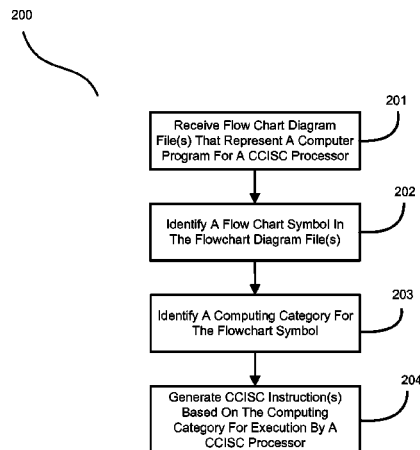 200
201
Receive Flow Chart Diagram
File(s) That Represent A Computer
Program For A CCISC Processor
202
Identify A Flow Chart Symbol In
The Flowchart Diagram File(s)
203
Identify A Computing Category For
The Flowchart Symbol
204
Generate CCISC Instruction(s)
Based On The Computing
Category For Execution By A
CCISC Processor